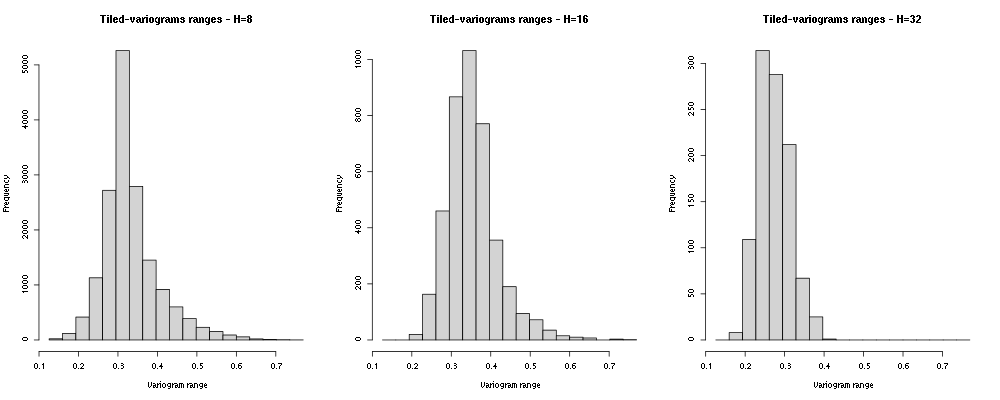 Tiled-variograms ranges - H=8
Tiled-variograms ranges - H=16
Tiled-variograms ranges - H=32
Frequency
5000
4000
3000
2000
1000
0
0.1 0.2 0.3 0.4 0.5 0.6 0.7
Variogram range
Frequency
1000
800
600
400
200
0
0.1 0.2 0.3 0.4 0.5 0.6 0.7
Variogram range
Frequency
300
250
200
150
100
50
0
0.1 0.2 0.3 0.4 0.5 0.6 0.7
Variogram range